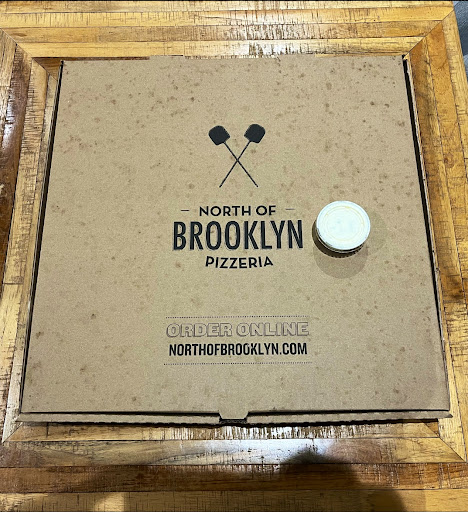 NORTH OF
BROOKLYN
PIZZERIA
ORDER ONLINE
NORTHOFBROOKLYN.COM